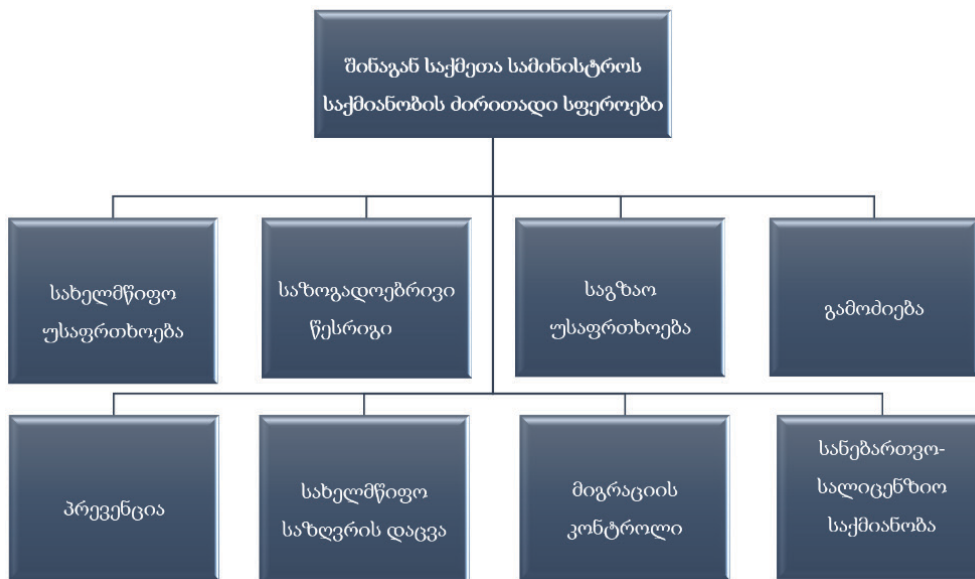 შინაგან საქმეთა სამინისტროს
საქმიანობის ძირითადი სფეროები
სახელმწიფო
უსაფრთხოება
საზოგადოებრივი
წესრიგი
საგზაო
უსაფრთხოება
გამოძიება
პრევენცია
სახელმწიფო
საზღვრის დაცვა
მიგრაციის
კონტროლი
სანებართვო-
სალიცენზიო
საქმიანობა